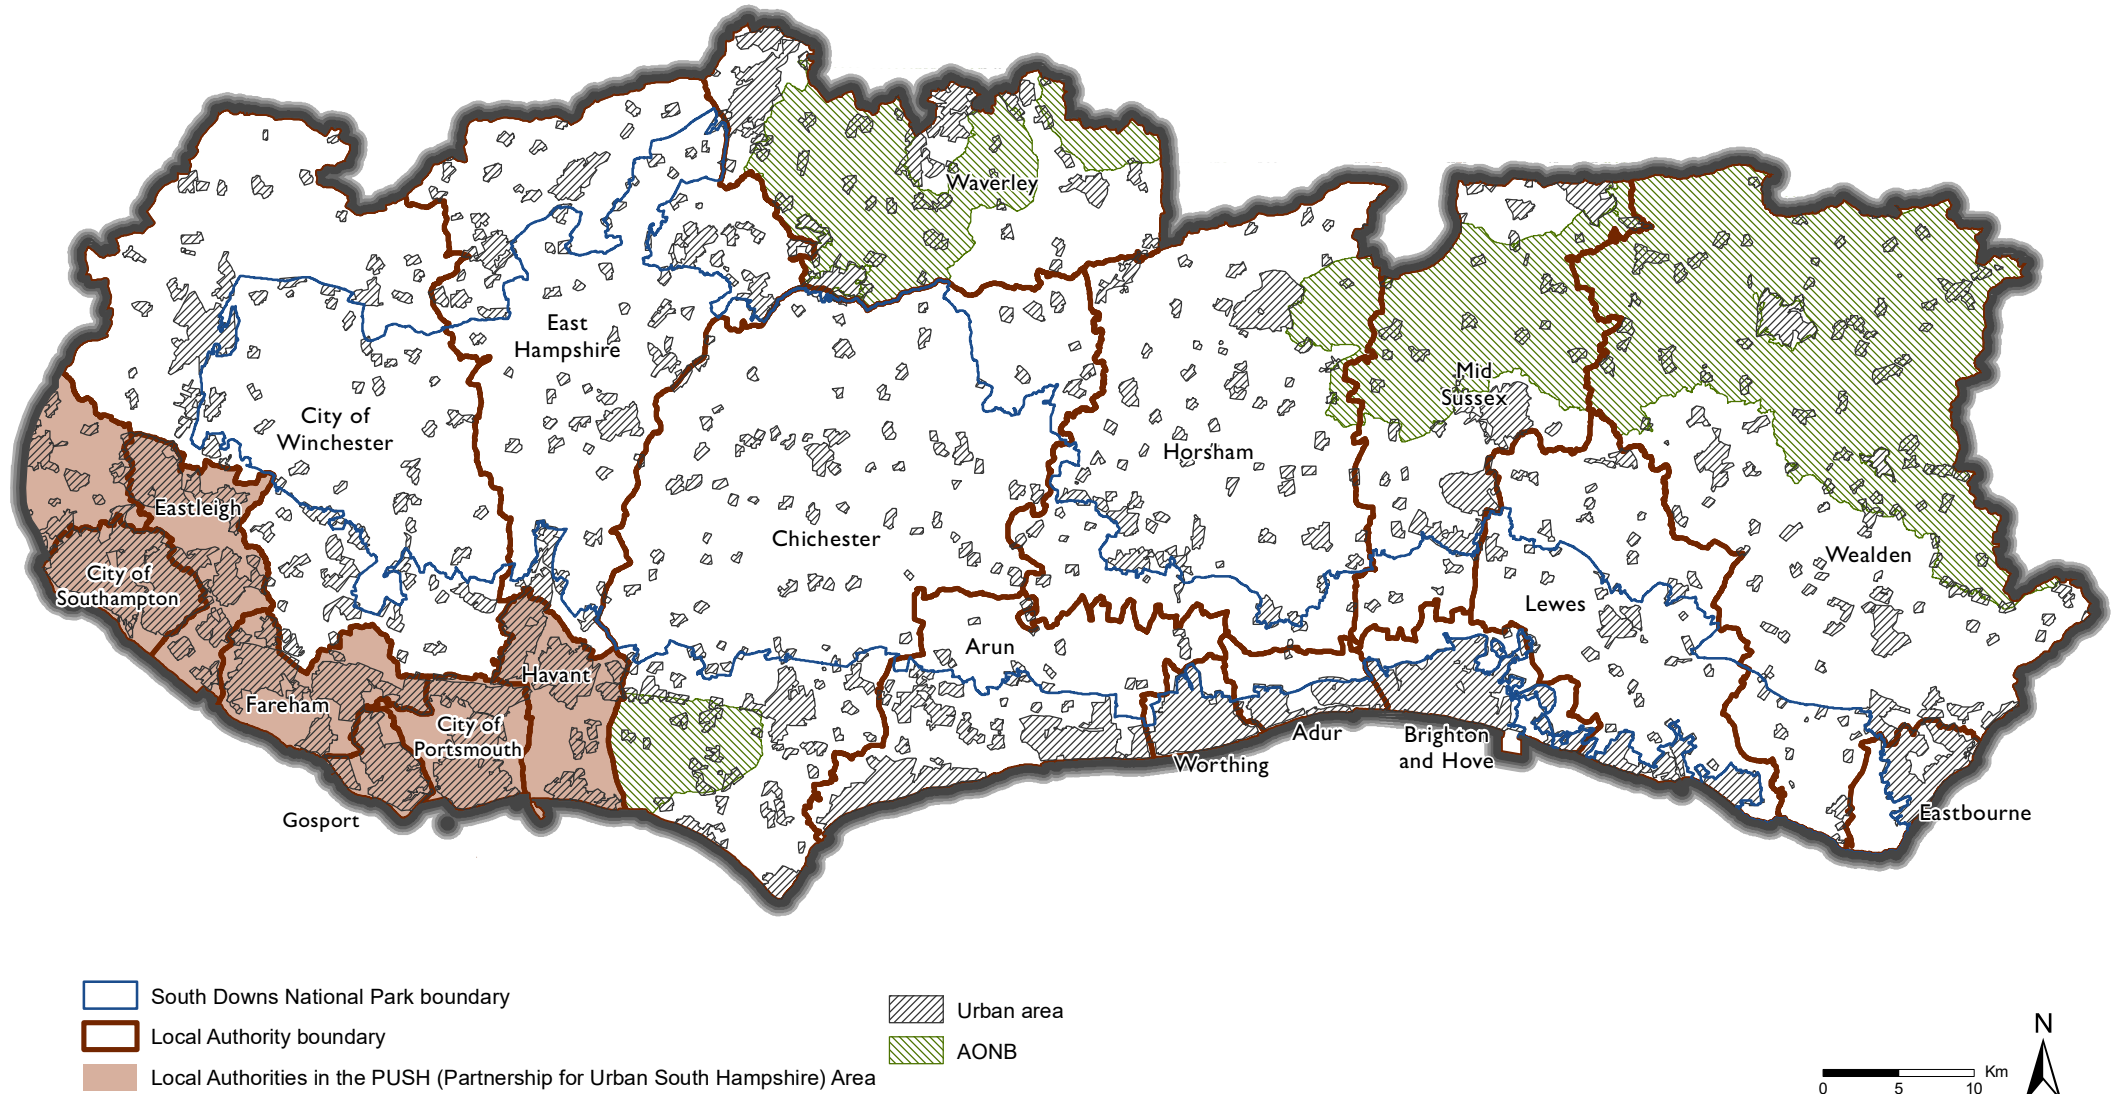 Waverley
East
Hampshire
Mid
Sussex
City of
Winchester
Horsham
Eastleigh
Chichester
Wealden
City of
Southampton
Lewes
Arun
Havant
Fareham
City of
Portsmouth
Adur
Brighton
and Hove
Worthing
Gosport
Eastbourne
South Downs National Park boundary
Local Authority boundary
Local Authorities in the PUSH (Partnership for Urban South Hampshire) Area
Urban area
AONB
N
Km
0 5 10